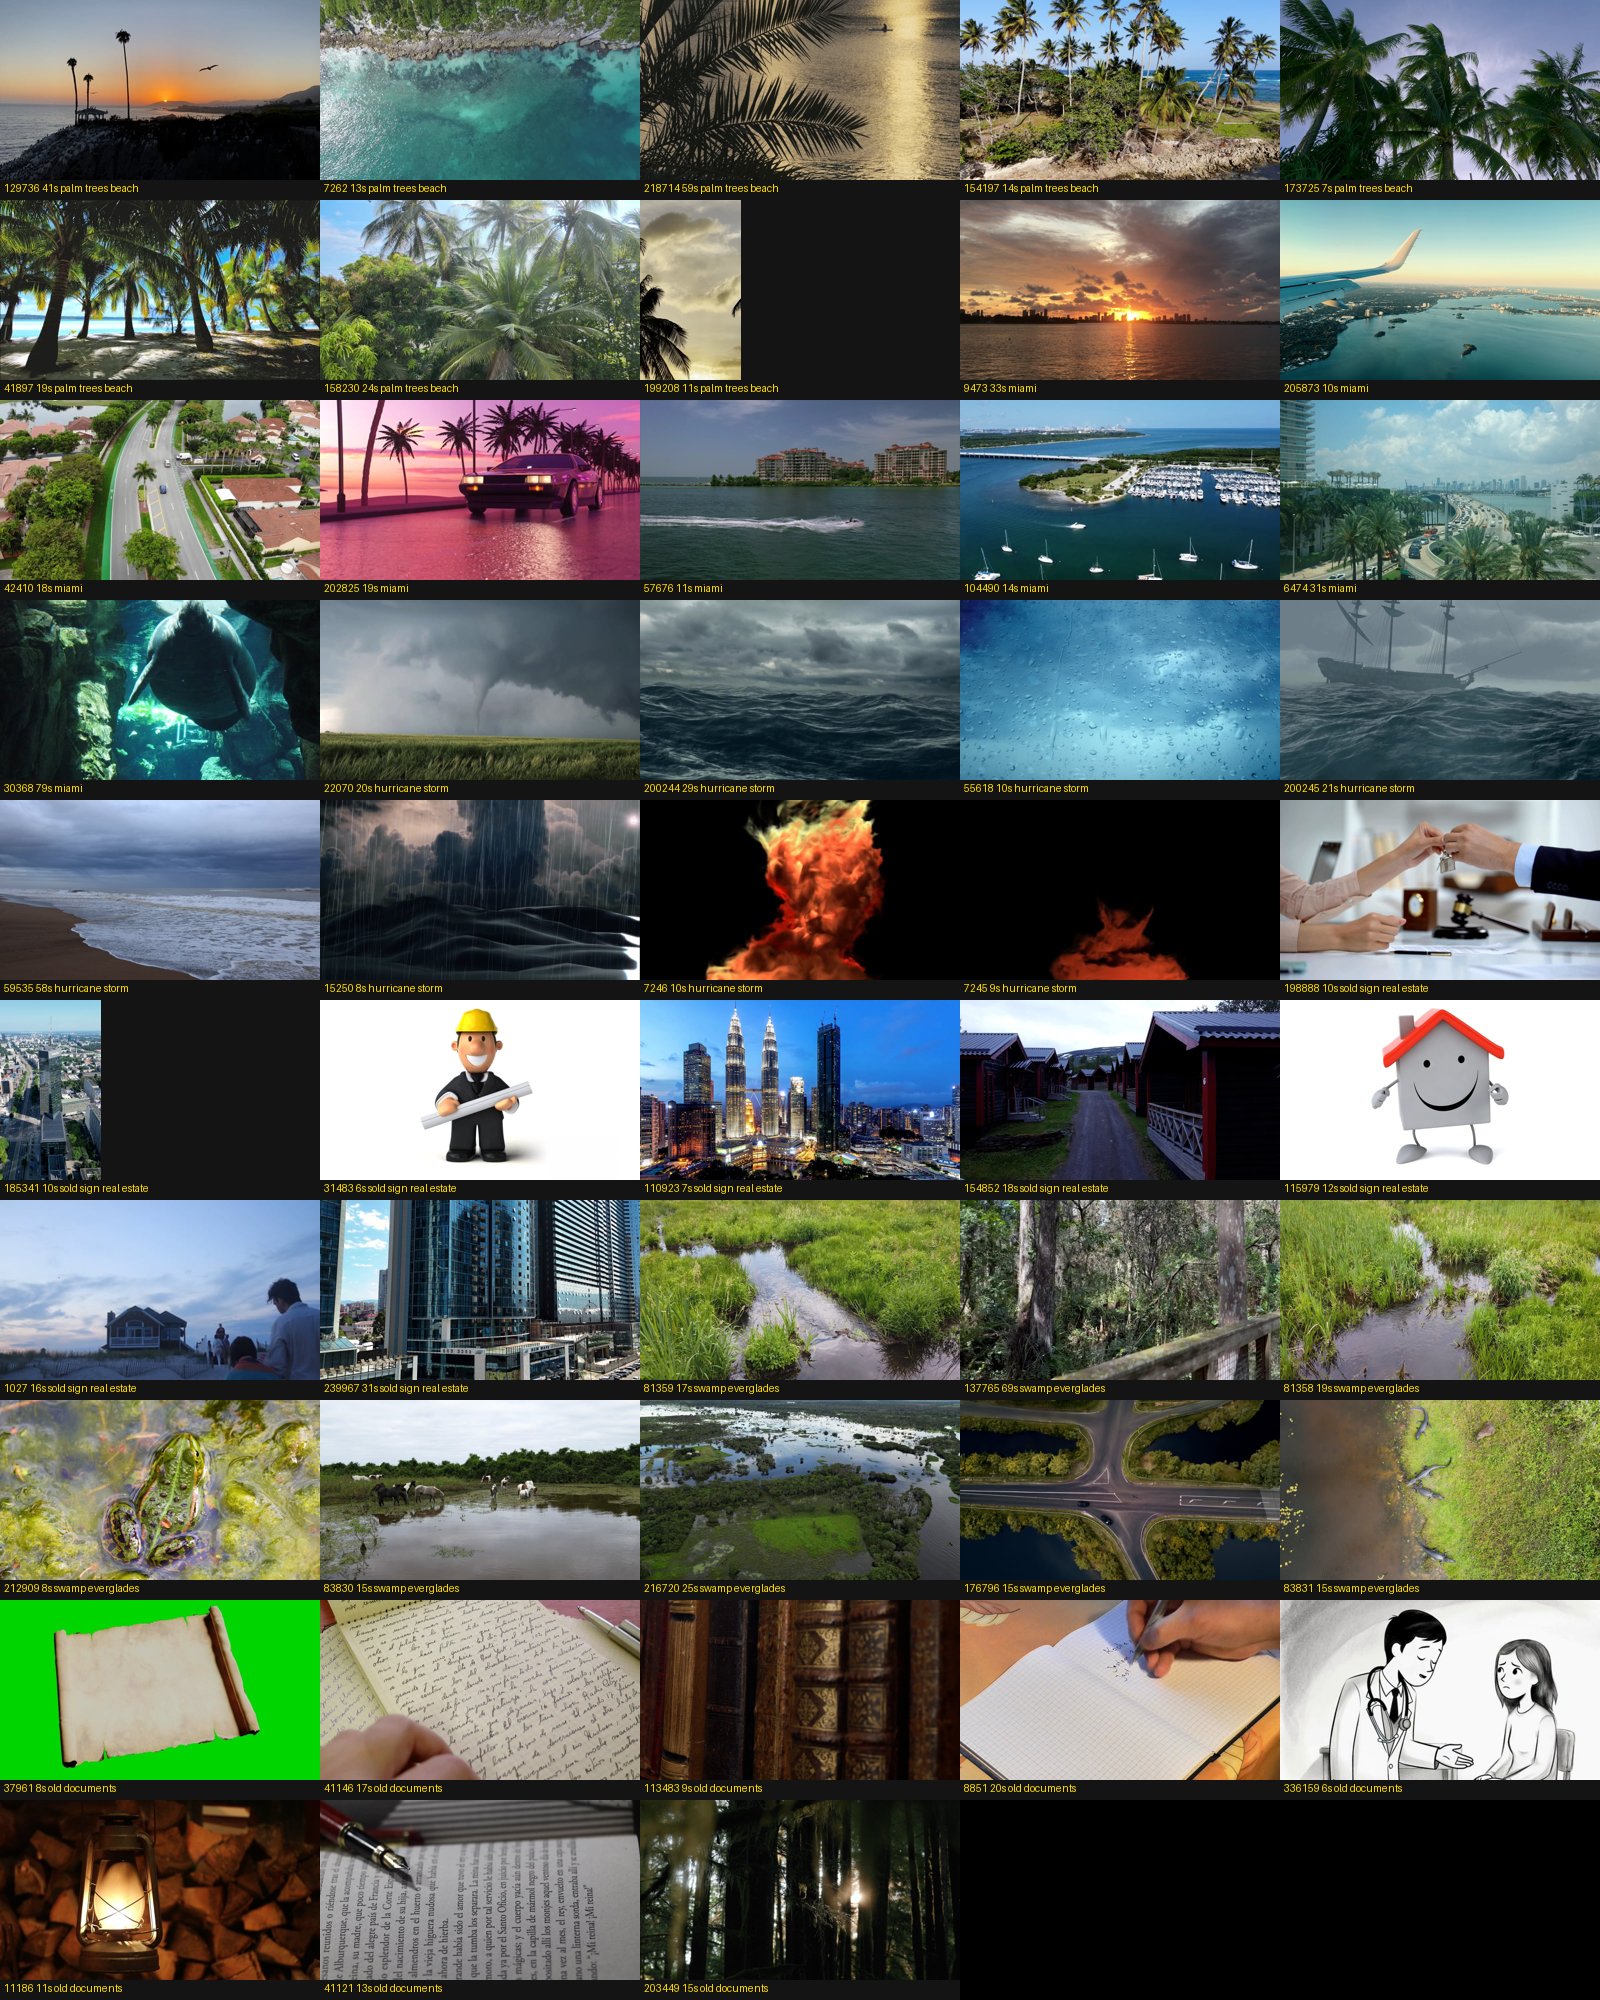 129736 41s palm trees beach
7262 13s palm trees beach
218714 59s palm trees beach
154197 14s palm trees beach
173725 7s palm trees beach
41897 19s palm trees beach
158230 24s palm trees beach
199208 11s palm trees beach
9473 33s miami
205873 10s miami
42410 18s miami
202825 19s miami
57676 11s miami
104490 14s miami
6474 31s miami
30368 79s miami
22070 20s hurricane storm
200244 29s hurricane storm
55618 10s hurricane storm
200245 21s hurricane storm
59535 58s hurricane storm
15250 8s hurricane storm
7246 10s hurricane storm
7245 9s hurricane storm
198888 10s sold sign real estate
185341 10s sold sign real estate
31483 6s sold sign real estate
110923 7s sold sign real estate
154852 18s sold sign real estate
115979 12s sold sign real estate
1027 16s sold sign real estate
239967 31s sold sign real estate
81359 17s swamp everglades
137765 69s swamp everglades
81358 19s swamp everglades
212909 8s swamp everglades
83830 15s swamp everglades
216720 25s swamp everglades
176796 15s swamp everglades
83831 15s swamp everglades
37961 8s old documents
41146 17s old documents
113483 9s old documents
8851 20s old documents
336159 6s old documents
11186 11s old documents
41121 13s old documents
203449 15s old documents